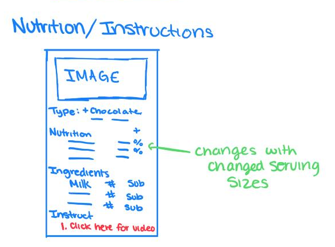 Nutrition/Instructions
IMAGE
Type: + Chocolate
Nutrition +
%
%
changes with
changed serving
sizes
Ingredients
Milk # Sub
# Sub
# Sub
Instruct
1. Click here for video